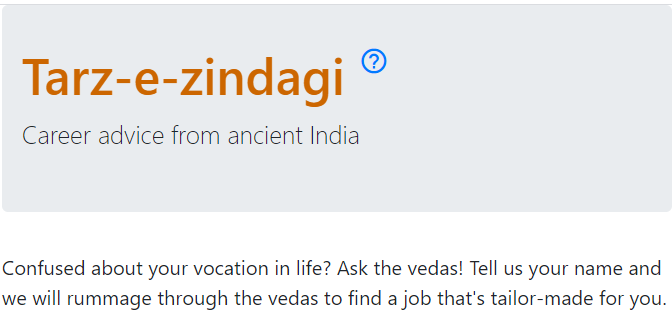 Tarz-e-zindagi ?
Career advice from ancient India
Confused about your vocation in life? Ask the vedas! Tell us your name and
we will rummage through the vedas to find a job that's tailor-made for you.